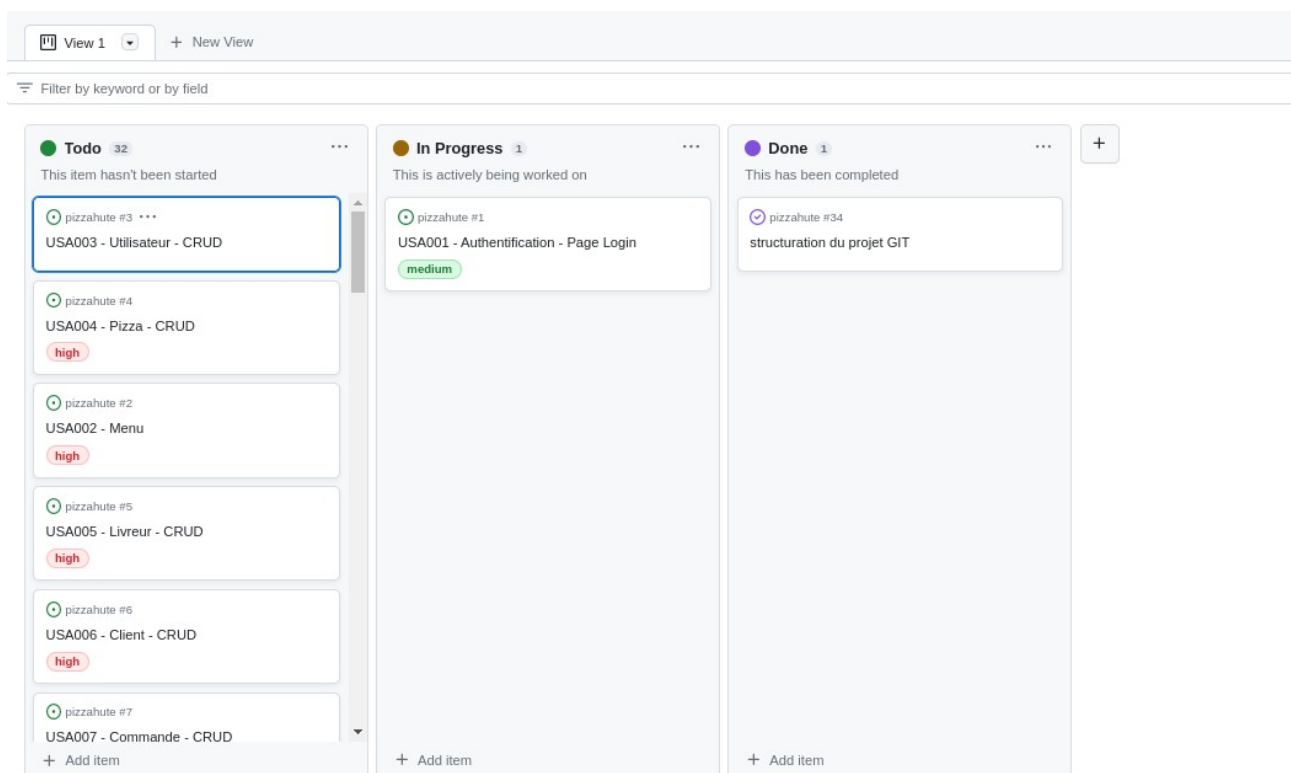 View 1
New View
Filter by keyword or by field
Todo 32
This item hasn't been started
pizzahute #3
USA003 - Utilisateur - CRUD
pizzahute #4
USA004 - Pizza - CRUD
high
pizzahute #2
USA002 - Menu
high
pizzahute #5
USA005 - Livreur - CRUD
high
pizzahute #6
USA006 - Client - CRUD
high
pizzahute #7
USA007 - Commande - CRUD
Add item
In Progress 1
This is actively being worked on
pizzahute #1
USA001 - Authentification - Page Login
medium
Add item
Done 1
This has been completed
pizzahute #34
structuration du projet GIT
Add item